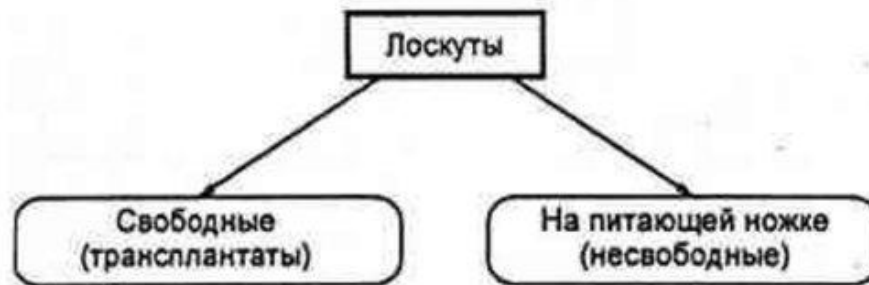 Лоскуты
Свободные
(трансплантаты)
На питающей ножке
(несвободные)